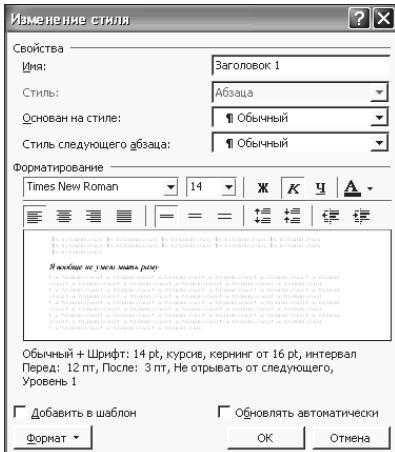 Изменение стиля
Свойства
Имя: Заголовок 1
Стиль: Абзаца
Основан на стиле: ¶ Обычный
Стиль следующего абзаца: ¶ Обычный
Форматирование
Times New Roman 14 Ж К Ч А
Я вообще не умею мыть раму
Обычный + Шрифт: 14 pt, курсив, кернинг от 16 pt, интервал
Перед: 12 пт, После: 3 пт, Не отрывать от следующего,
Уровень 1
Добавить в шаблон Обновлять автоматически
Формат OK Отмена